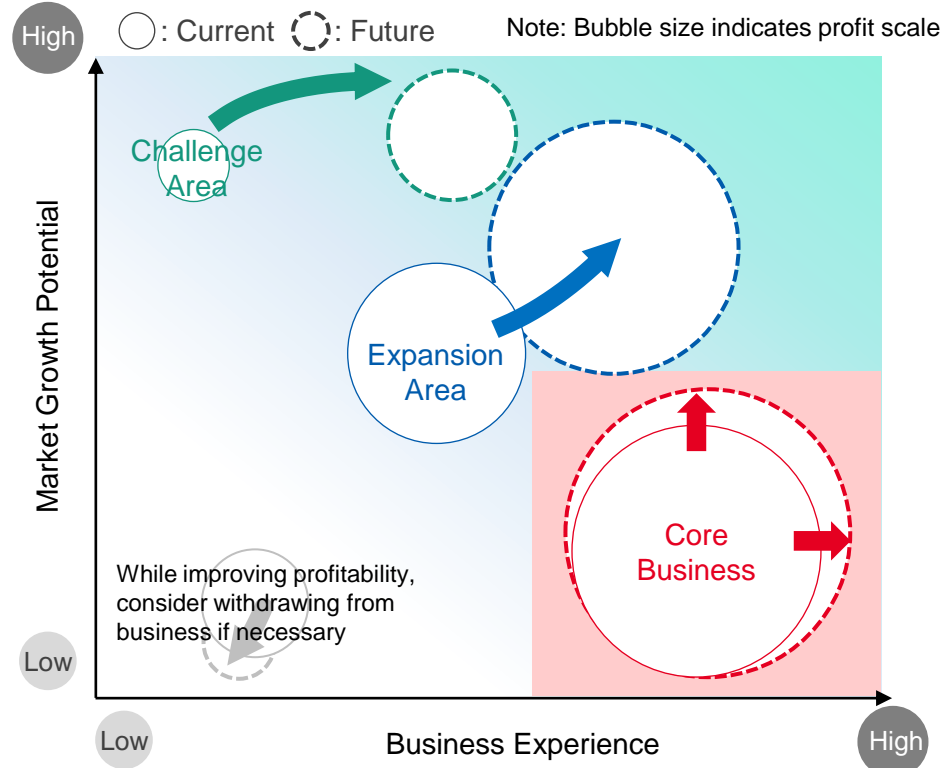 High
: Current
: Future
Note: Bubble size indicates profit scale
Challenge
Area
Market Growth Potential
Expansion
Area
Core
Business
While improving profitability,
consider withdrawing from
business if necessary
Low
Low
Business Experience
High